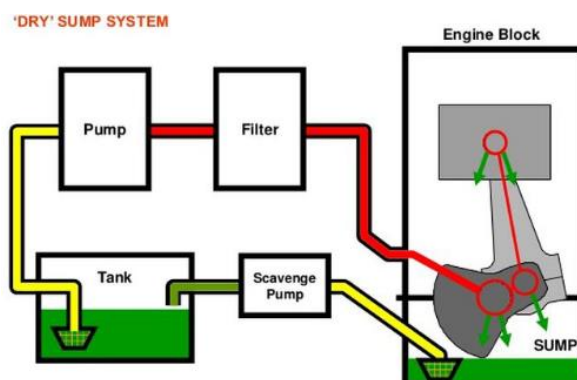 'DRY' SUMP SYSTEM
Engine Block
Pump
Filter
Tank
Scavenge
Pump
SUMP